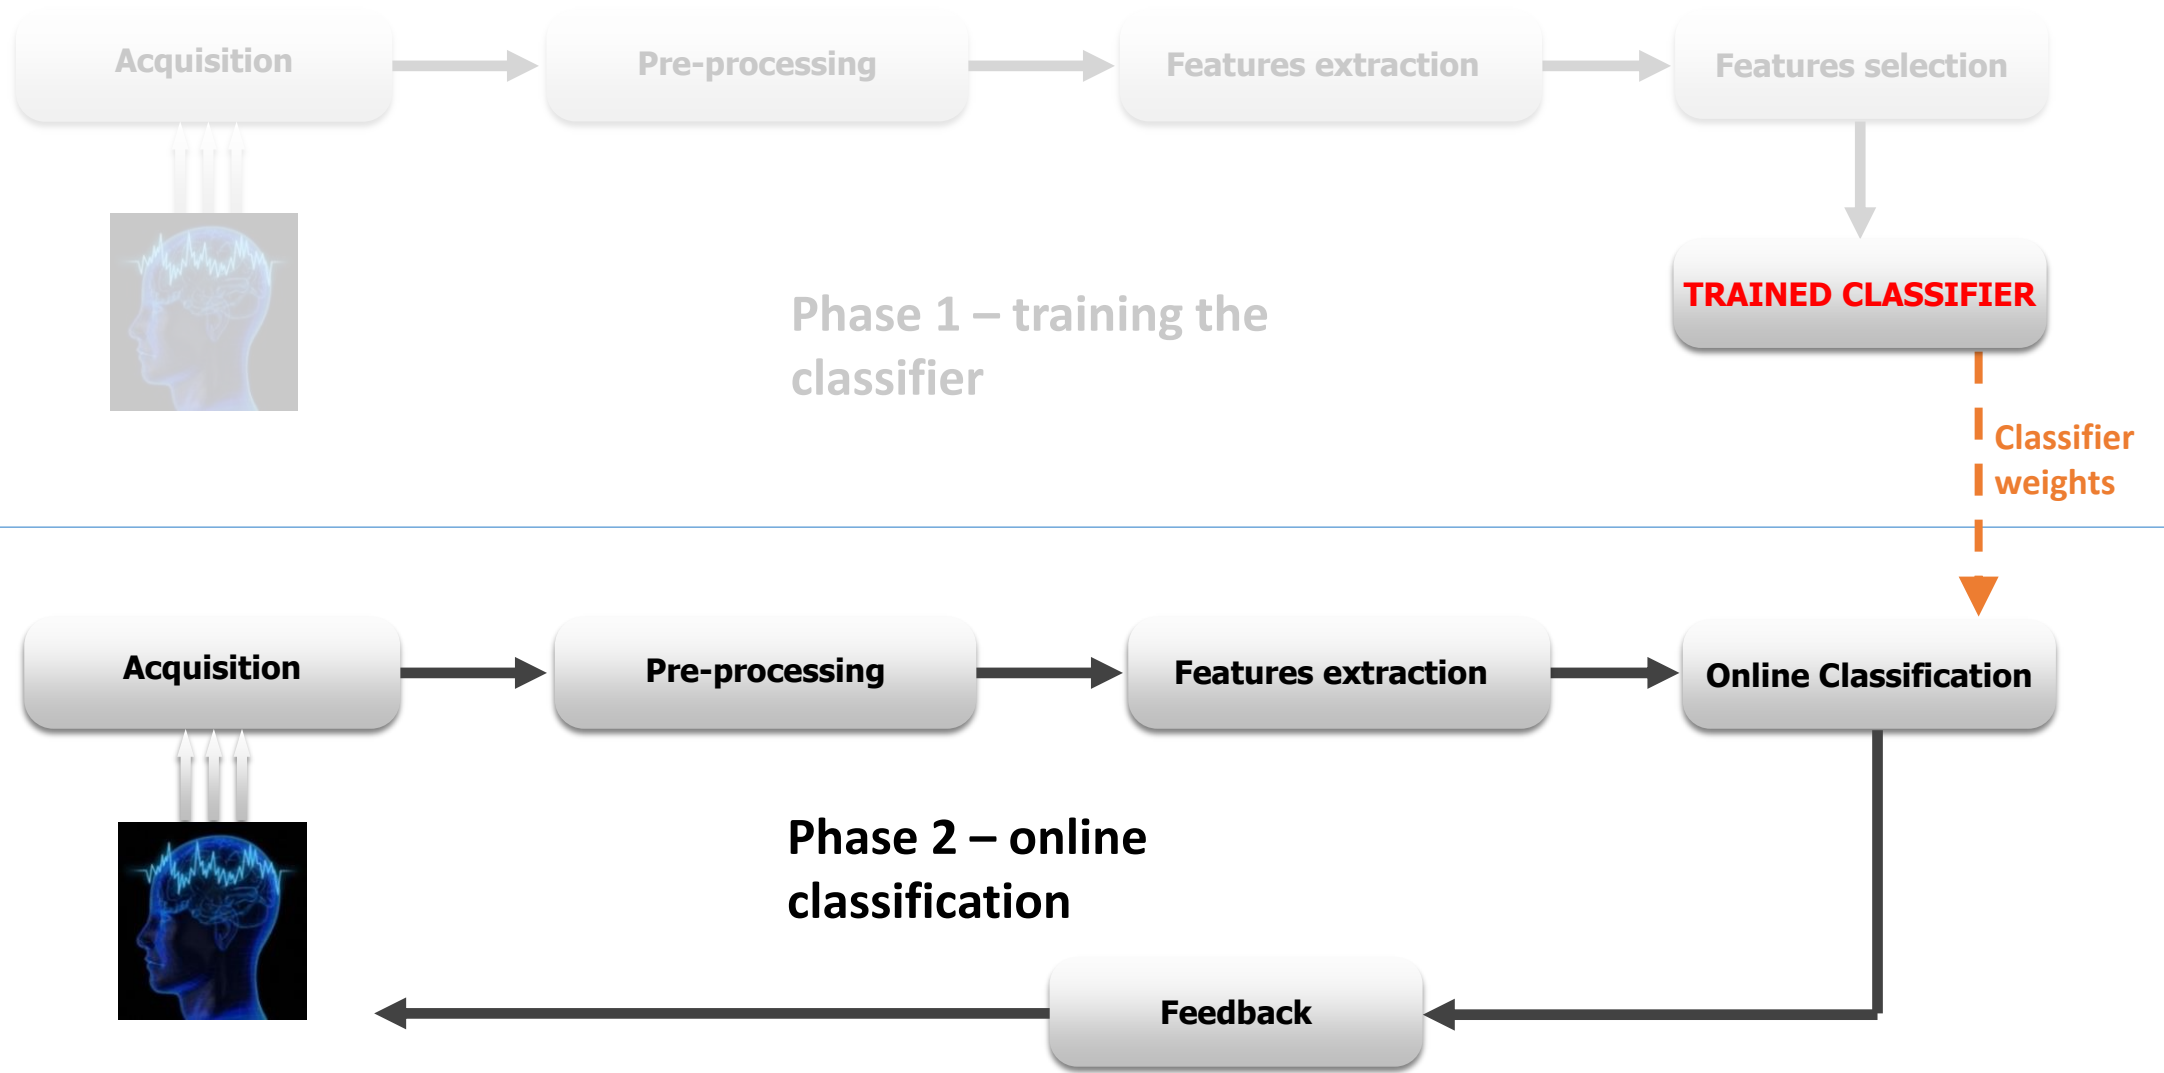 Acquisition
Pre-processing
Features extraction
Features selection
TRAINED CLASSIFIER
Phase 1 – training the
classifier
Classifier
weights
Acquisition
Pre-processing
Features extraction
Online Classification
Phase 2 – online
classification
Feedback